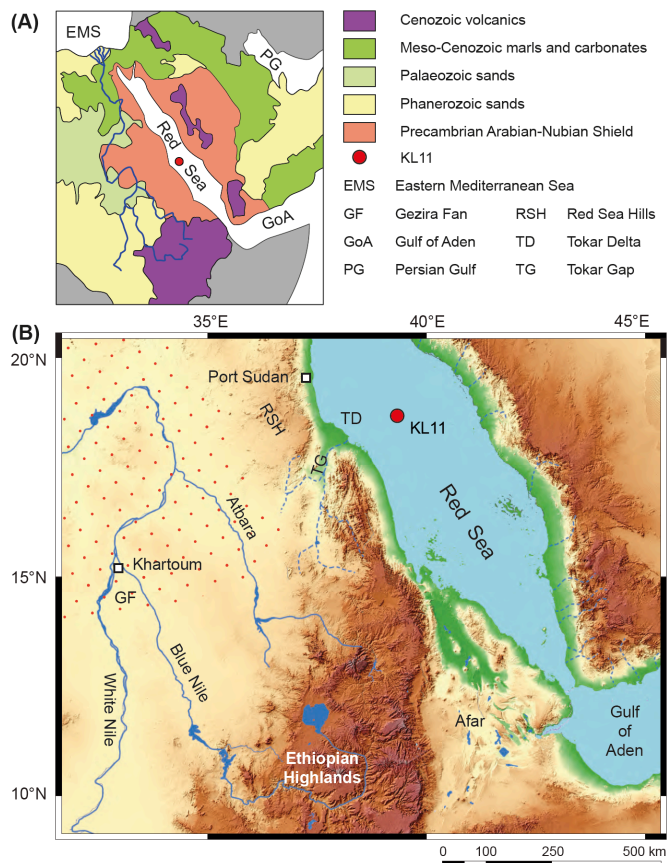 (A)
EMS
PG
Red Sea
GoA
Cenozoic volcanics
Meso-Cenozoic marls and carbonates
Palaeozoic sands
Phanerozoic sands
Precambrian Arabian-Nubian Shield
KL11
EMS Eastern Mediterranean Sea
GF Gezira Fan RSH Red Sea Hills
GoA Gulf of Aden TD Tokar Delta
PG Persian Gulf TG Tokar Gap
(B)
35°E 40°E 45°E
20°N
Port Sudan
RSH
TD
KL11
TG
Red Sea
Atbara
Khartoum
15°N
GF
Blue Nile
White Nile
Afar
Gulf
of
Aden
Ethiopian
Highlands
10°N
0 100 250 500 km